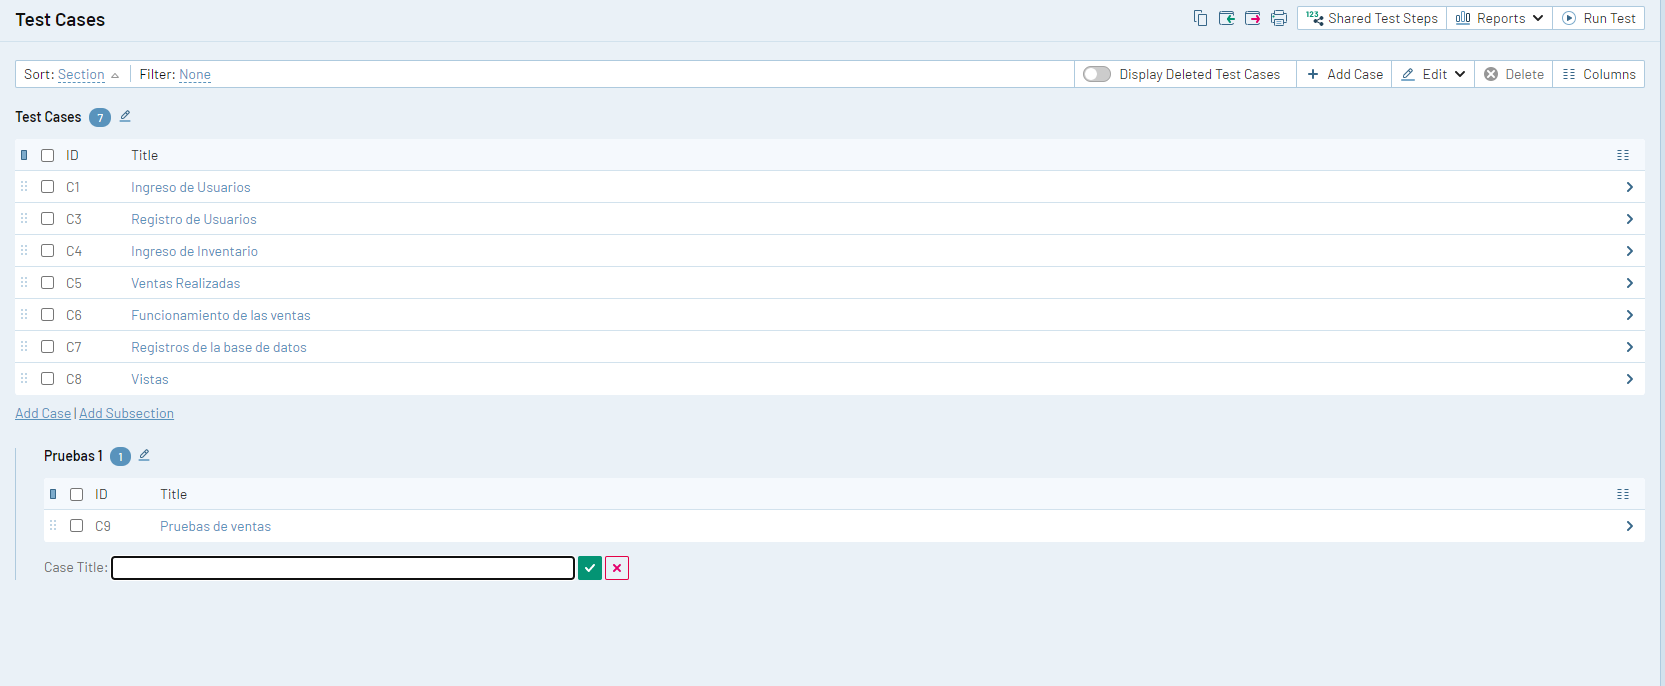 Test Cases
123 Shared Test Steps Reports Run Test
Sort: Section Filter: None Display Deleted Test Cases + Add Case Edit Delete Columns
Test Cases 7
ID Title
C1 Ingreso de Usuarios
C3 Registro de Usuarios
C4 Ingreso de Inventario
C5 Ventas Realizadas
C6 Funcionamiento de las ventas
C7 Registros de la base de datos
C8 Vistas
Add Case | Add Subsection
Pruebas 1 1
ID Title
C9 Pruebas de ventas
Case Title: